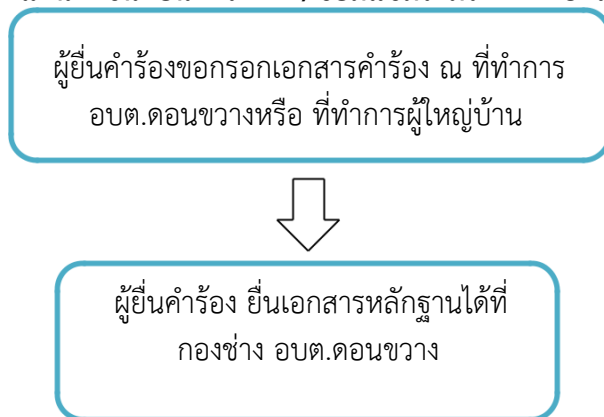 ผู้ยื่นคำร้องขอกรอกเอกสารคำร้อง ณ ที่ทำการ
อบต.ดอนขวางหรือ ที่ทำการผู้ใหญ่บ้าน
ผู้ยื่นคำร้อง ยื่นเอกสารหลักฐานได้ที่
กองช่าง อบต.ดอนขวาง